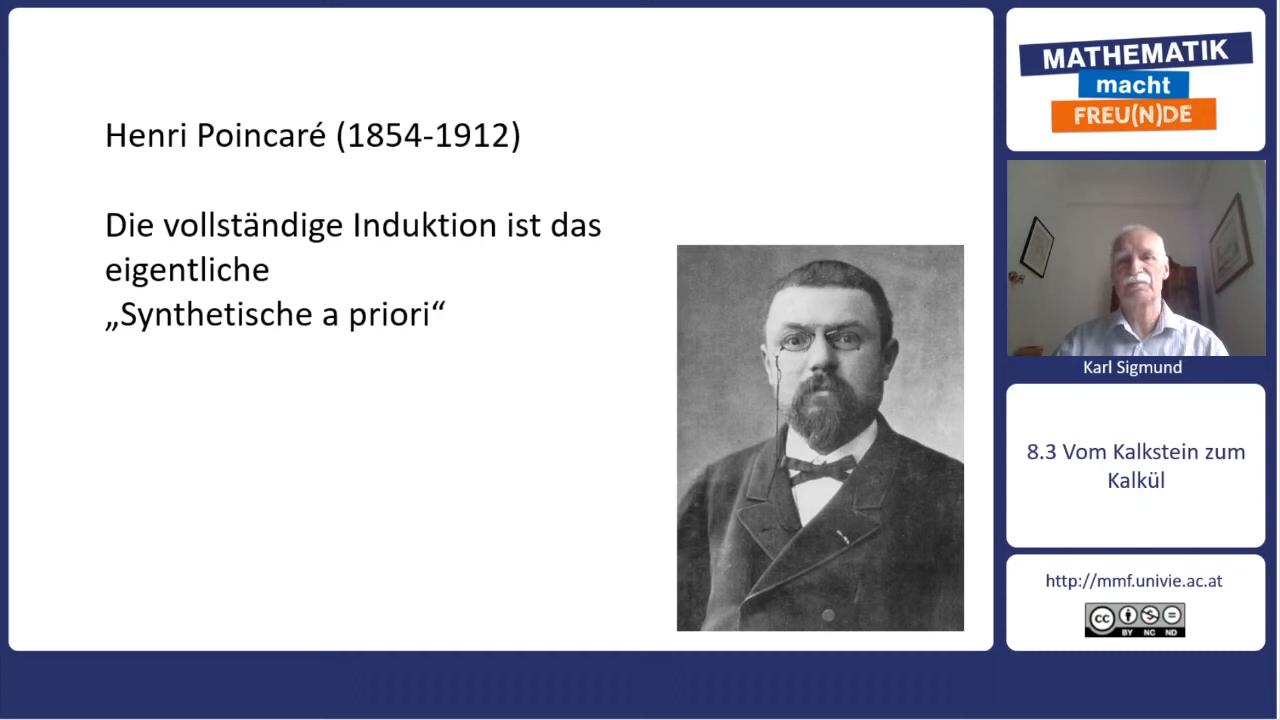 Henri Poincaré (1854-1912)
Die vollständige Induktion ist das
eigentliche
„Synthetische a priori“
MATHEMATIK
macht
FREU(N)DE
Karl Sigmund
8.3 Vom Kalkstein zum
Kalkül
http://mmf.univie.ac.at
cc
BY NC ND